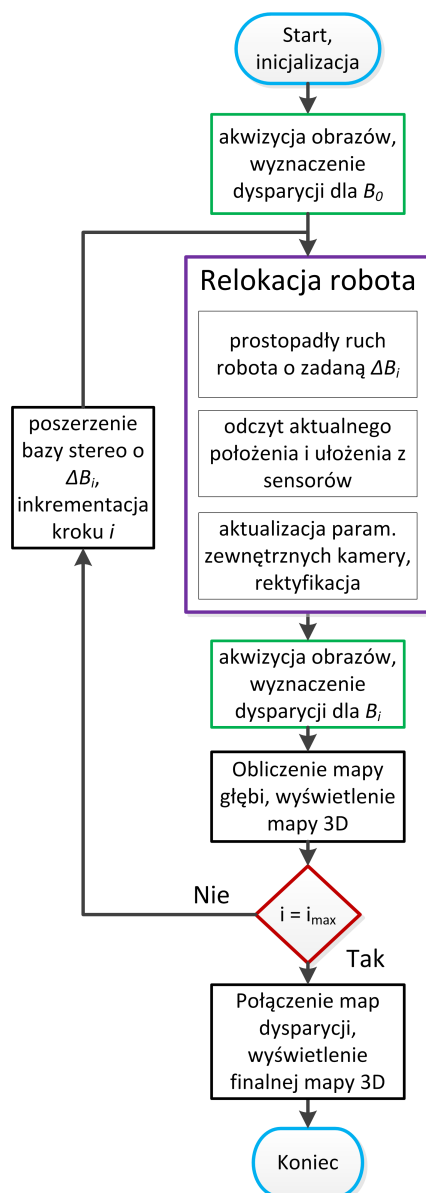 Start,
inicjalizacja
akwizycja obrazów,
wyznaczenie
dysparycji dla B₀
Relokacja robota
prostopadły ruch
robota o zadaną ΔBᵢ
odczyt aktualnego
położenia i ułożenia z
sensorów
aktualizacja param.
zewnętrznych kamery,
rektyfikacja
poszerzenie
bazy stereo o
ΔBᵢ,
inkrementacja
kroku i
akwizycja obrazów,
wyznaczenie
dysparycji dla Bᵢ
Obliczenie mapy
głębi, wyświetlenie
mapy 3D
Nie
i = iₘₐₓ
Tak
Połączenie map
dysparycji,
wyświetlenie
finalnej mapy 3D
Koniec